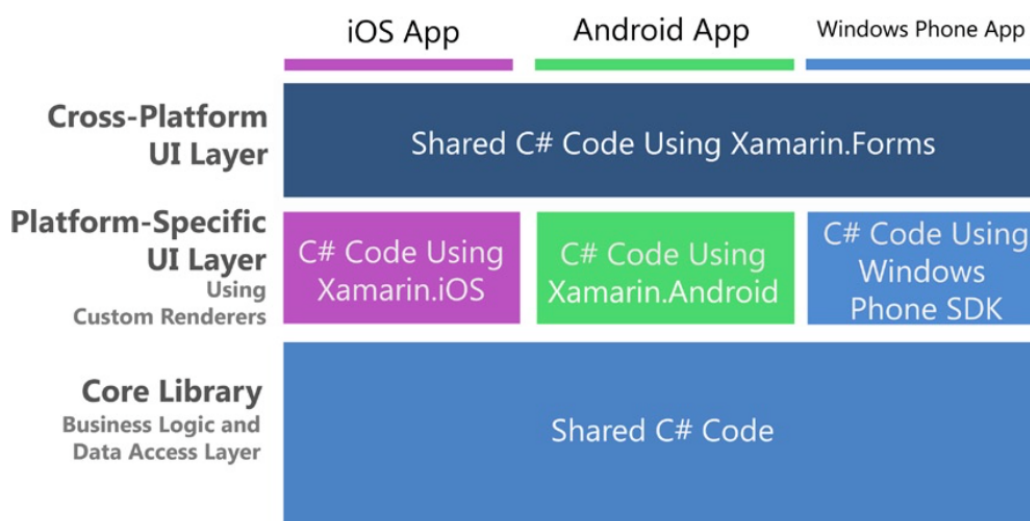 iOS App
Android App
Windows Phone App
Cross-Platform
UI Layer
Shared C# Code Using Xamarin.Forms
Platform-Specific
UI Layer
Using
Custom Renderers
C# Code Using
Xamarin.iOS
C# Code Using
Xamarin.Android
C# Code Using
Windows
Phone SDK
Core Library
Business Logic and
Data Access Layer
Shared C# Code